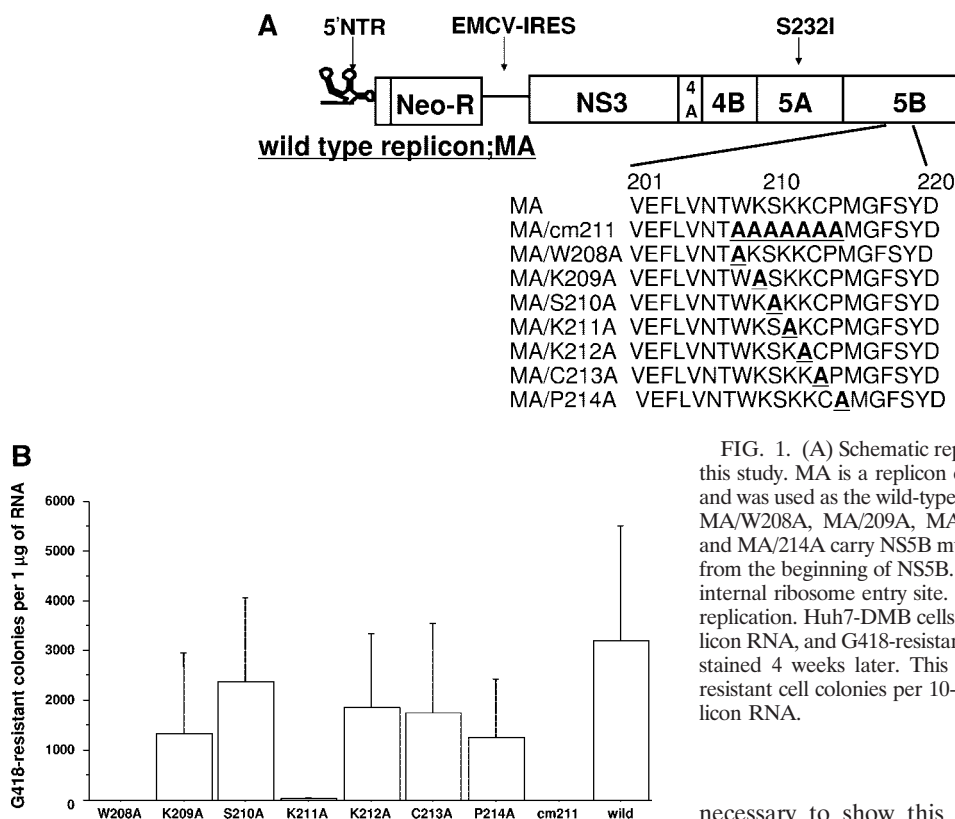 A
5'NTR EMCV-IRES S232I
Neo-R NS3 4A 4B 5A 5B
wild type replicon;MA
201 210 220
MA VEFLVNTWKSKKCPMGFSYD
MA/cm211 VEFLVNTAAAAAAAMGFSYD
MA/W208A VEFLVNTAKSKKCPMGFSYD
MA/K209A VEFLVNTWASKKCPMGFSYD
MA/S210A VEFLVNTWKAKKCPMGFSYD
MA/K211A VEFLVNTWKSAKCPMGFSYD
MA/K212A VEFLVNTWKSKACPMGFSYD
MA/C213A VEFLVNTWKSKKAPMGFSYD
MA/P214A VEFLVNTWKSKKCAMGFSYD
B
G418-resistant colonies per 1 μg of RNA
6000
5000
4000
3000
2000
1000
0
W208A K209A S210A K211A K212A C213A P214A cm211 wild
FIG. 1. (A) Schematic rep
this study. MA is a replicon
and was used as the wild-type
MA/W208A, MA/209A, MA
and MA/214A carry NS5B mu
from the beginning of NS5B.
internal ribosome entry site.
replication. Huh7-DMB cells
licon RNA, and G418-resistan
stained 4 weeks later. This
resistant cell colonies per 10-
licon RNA.
necessary to show this